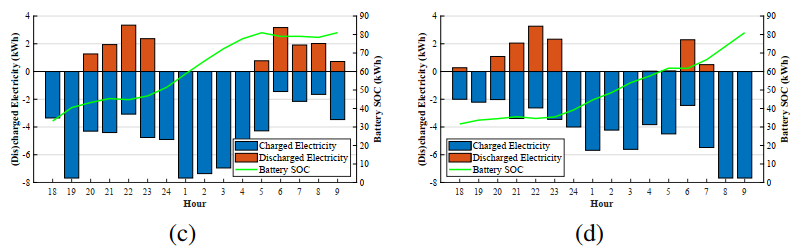 (Dis)charged Electricity (kWh)
4
2
0
-2
-4
-6
-8
90
80
70
60
50
40
30
20
10
0
Battery SOC (kWh)
Charged Electricity
Discharged Electricity
Battery SOC
18 19 20 21 22 23 24 1 2 3 4 5 6 7 8 9
Hour
(c)
(Dis)charged Electricity (kWh)
4
2
0
-2
-4
-6
-8
90
80
70
60
50
40
30
20
10
0
Battery SOC (kWh)
Charged Electricity
Discharged Electricity
Battery SOC
18 19 20 21 22 23 24 1 2 3 4 5 6 7 8 9
Hour
(d)